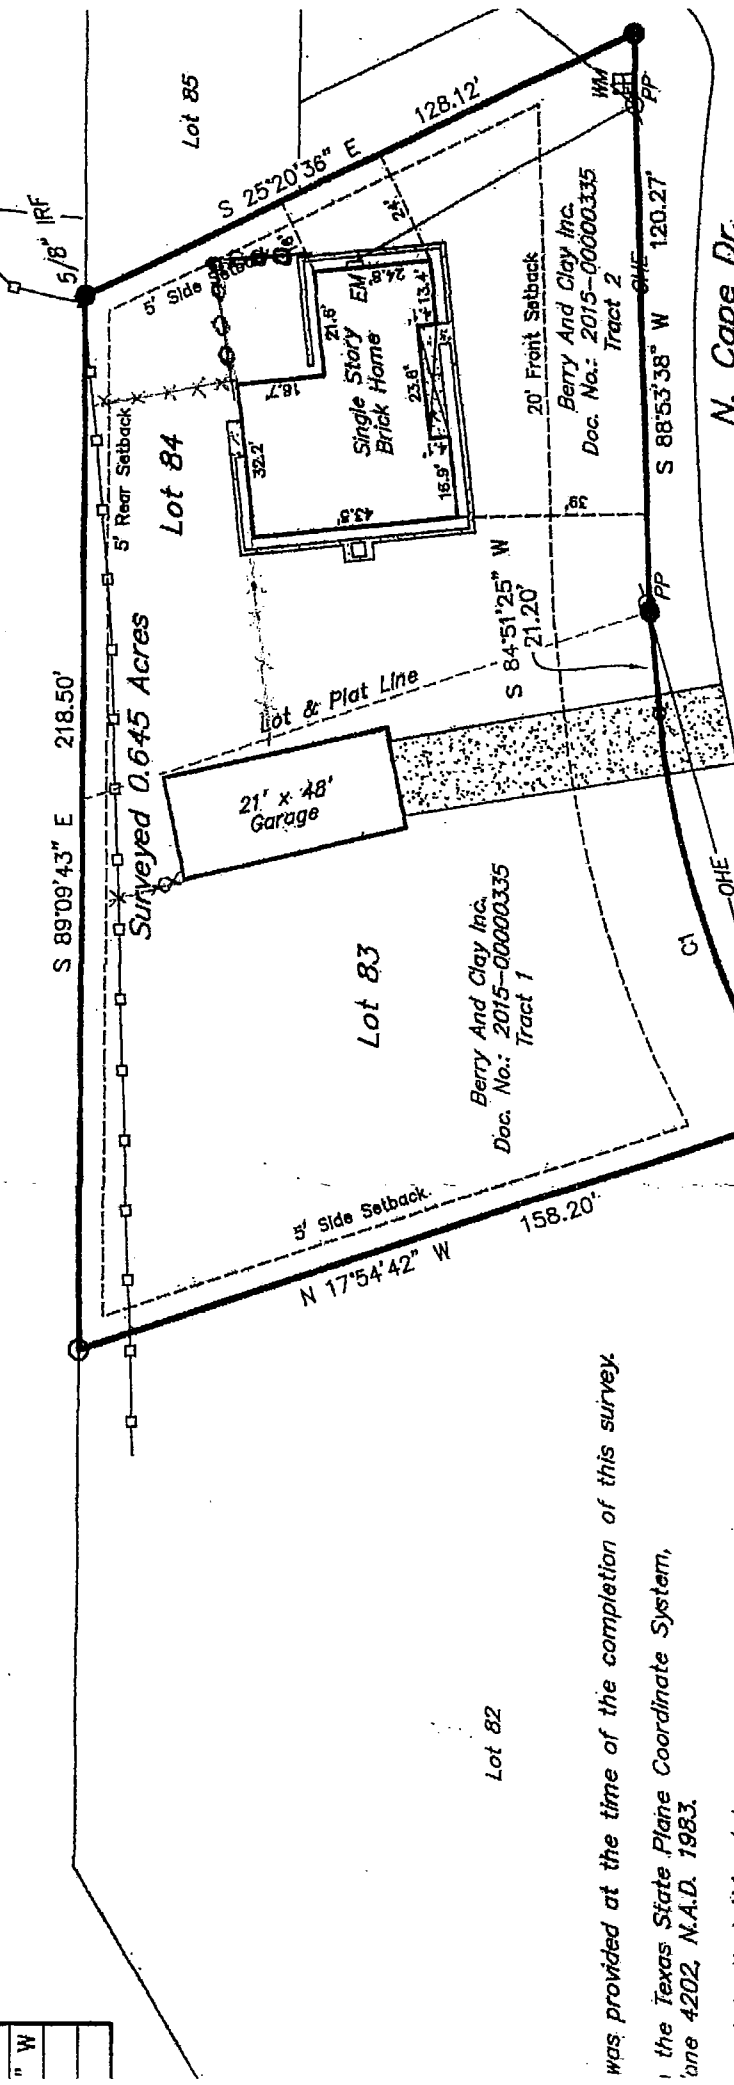 " W
S 89°09'43" E 218.50'
5/8" IRF
Surveyed 0.645 Acres
5' Rear Setback
Lot 84
5' Side
Lot 85
S 25°20'36" E 128.12'
24'
6'
32.2'
18.7'
21.6'
24.8'
EM
13.4'
23.6'
16.9'
43.5'
Single Story
Brick Home
21' x 48'
Garage
Lot & Plat Line
S 84°51'25" W
21.20'
39'
20' Front Setback
Berry And Clay Inc.
Doc. No.: 2015-00000335
Tract 2
WM
PP
S 88°53'38" W 120.27'
OHE
PP
N. Cape Dr.
Lot 83
Berry And Clay Inc.
Doc. No.: 2015-00000335
Tract 1
C1
OHE
5' Side Setback
N 17°54'42" W 158.20'
Lot 82
was provided at the time of the completion of this survey.
the Texas State Plane Coordinate System,
one 4202, N.A.D. 1983.